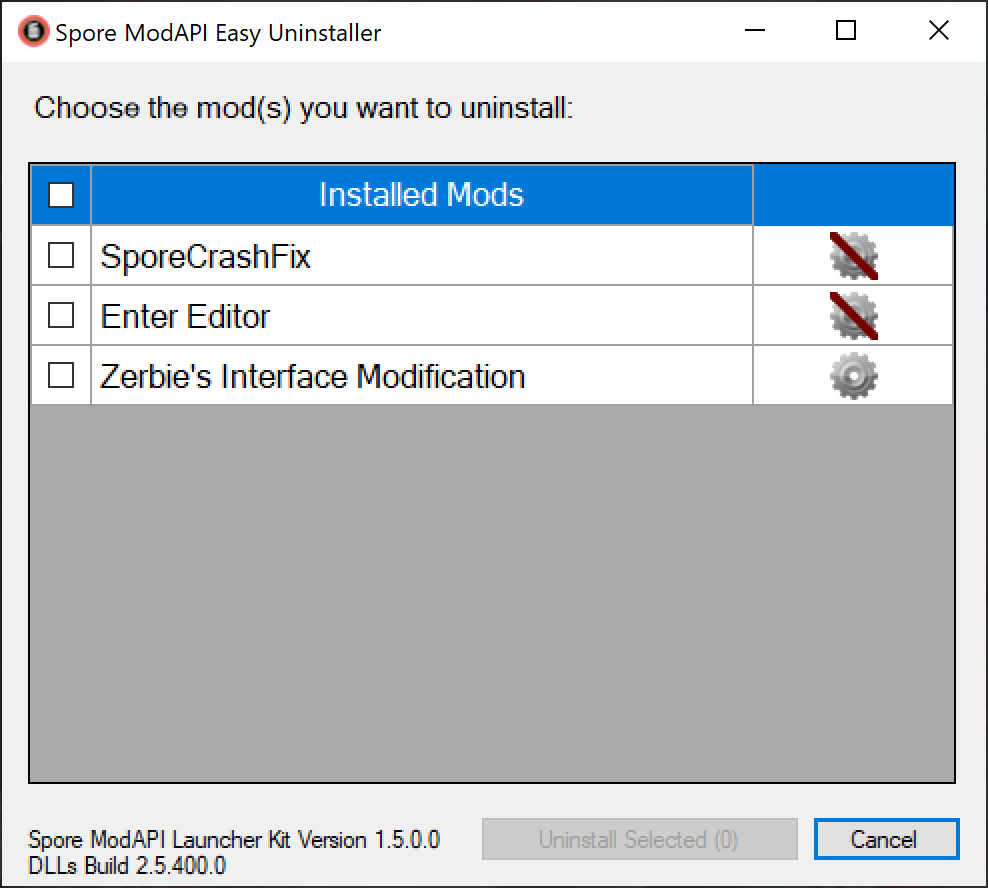 Spore ModAPI Easy Uninstaller
Choose the mod(s) you want to uninstall:
Installed Mods
SporeCrashFix
Enter Editor
Zerbie's Interface Modification
Spore ModAPI Launcher Kit Version 1.5.0.0
DLLs Build 2.5.400.0
Uninstall Selected (0)
Cancel